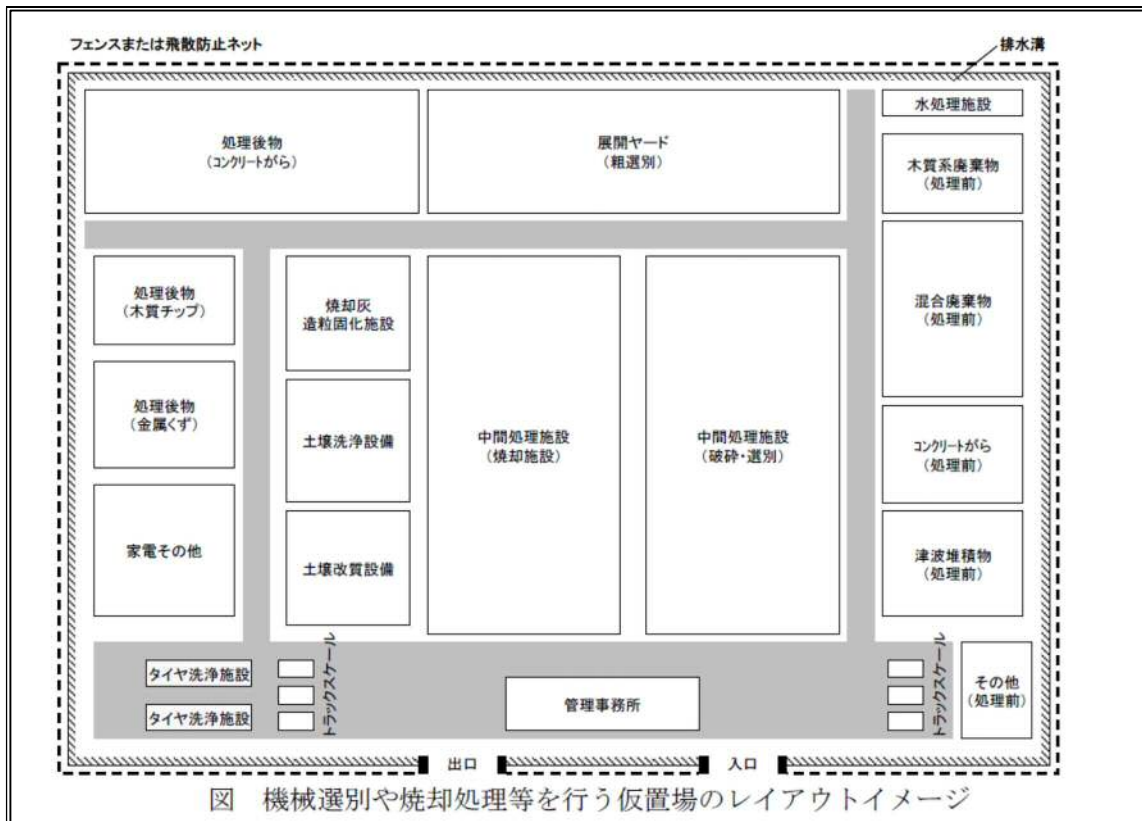 フェンスまたは飛散防止ネット
排水溝
処理後物
(コンクリートがら)
展開ヤード
(粗選別)
水処理施設
木質系廃棄物
(処理前)
処理後物
(木質チップ)
焼却灰
造粒固化施設
混合廃棄物
(処理前)
処理後物
(金属くず)
土壌洗浄設備
中間処理施設
(焼却施設)
中間処理施設
(破砕・選別)
コンクリートがら
(処理前)
家電その他
土壌改質設備
津波堆積物
(処理前)
タイヤ洗浄施設
タイヤ洗浄施設
トラックスケール
管理事務所
トラックスケール
その他
(処理前)
出口
入口
図 機械選別や焼却処理等を行う仮置場のレイアウトイメージ